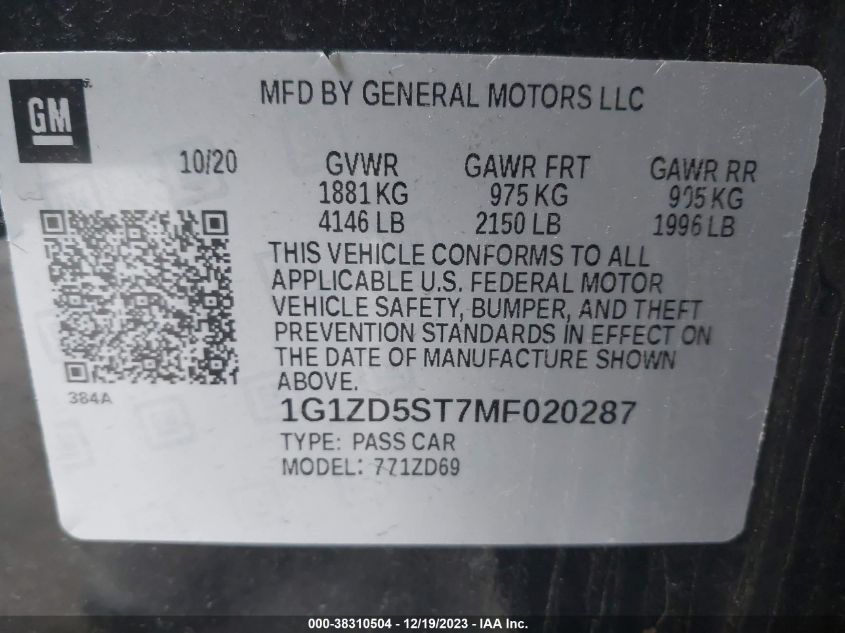 GM
MFD BY GENERAL MOTORS LLC
10/20 GVWR GAWR FRT GAWR RR
1881 KG 975 KG 905 KG
4146 LB 2150 LB 1996 LB
THIS VEHICLE CONFORMS TO ALL
APPLICABLE U.S. FEDERAL MOTOR
VEHICLE SAFETY, BUMPER, AND THEFT
PREVENTION STANDARDS IN EFFECT ON
THE DATE OF MANUFACTURE SHOWN
ABOVE.
384A
1G1ZD5ST7MF020287
TYPE: PASS CAR
MODEL: 771ZD69
000-38310504 - 12/19/2023 - IAA Inc.